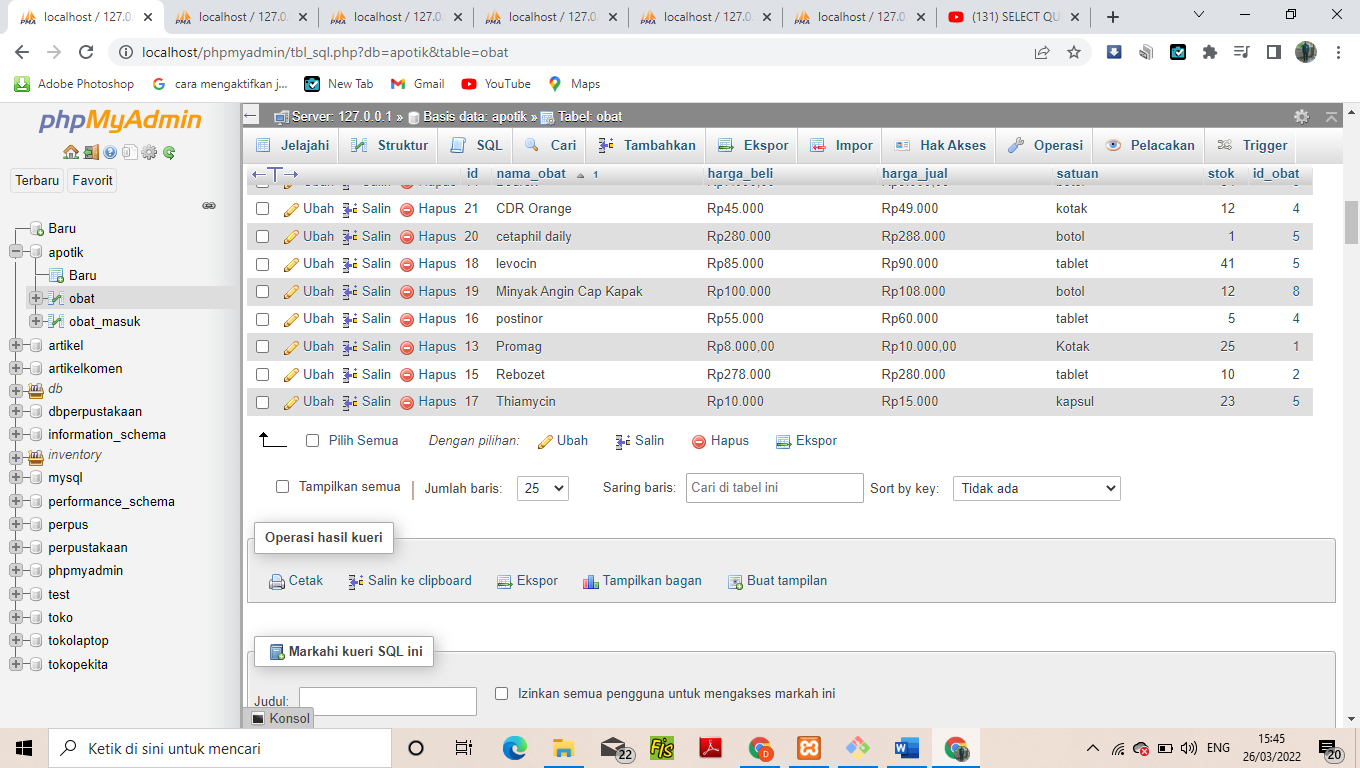 localhost / 127.0. localhost / 127.0. localhost / 127.0. localhost / 127.0. localhost / 127.0. localhost / 127.0. (131) SELECT QU
localhost/phpmyadmin/tbl_sql.php?db=apotik&table=obat
Adobe Photoshop cara mengaktifkan j... New Tab Gmail YouTube Maps
phpMyAdmin
Terbaru Favorit
Baru
apotik
Baru
obat
obat_masuk
artikel
artikelkomen
db
dbperpustakaan
information_schema
inventory
mysql
performance_schema
perpus
perpustakaan
phpmyadmin
test
toko
tokolaptop
tokopekita
Server: 127.0.0.1 » Basis data: apotik » Tabel: obat
Jelajahi Struktur SQL Cari Tambahkan Ekspor Impor Hak Akses Operasi Pelacakan Trigger
id nama_obat 1 harga_beli harga_jual satuan stok id_obat
Ubah Salin Hapus 21 CDR Orange Rp45.000 Rp49.000 kotak 12 4
Ubah Salin Hapus 20 cetaphil daily Rp280.000 Rp288.000 botol 1 5
Ubah Salin Hapus 18 levocin Rp85.000 Rp90.000 tablet 41 5
Ubah Salin Hapus 19 Minyak Angin Cap Kapak Rp100.000 Rp108.000 botol 12 8
Ubah Salin Hapus 16 postinor Rp55.000 Rp60.000 tablet 5 4
Ubah Salin Hapus 13 Promag Rp8.000,00 Rp10.000,00 Kotak 25 1
Ubah Salin Hapus 15 Rebozet Rp278.000 Rp280.000 tablet 10 2
Ubah Salin Hapus 17 Thiamycin Rp10.000 Rp15.000 kapsul 23 5
Pilih Semua Dengan pilihan: Ubah Salin Hapus Ekspor
Tampilkan semua | Jumlah baris: 25 Saring baris: Cari di tabel ini Sort by key: Tidak ada
Operasi hasil kueri
Cetak Salin ke clipboard Ekspor Tampilkan bagan Buat tampilan
Markahi kueri SQL ini
Judul: Izinkan semua pengguna untuk mengakses markah ini
Konsol
Ketik di sini untuk mencari 22 Fis D W ENG 15:45
26/03/2022 20